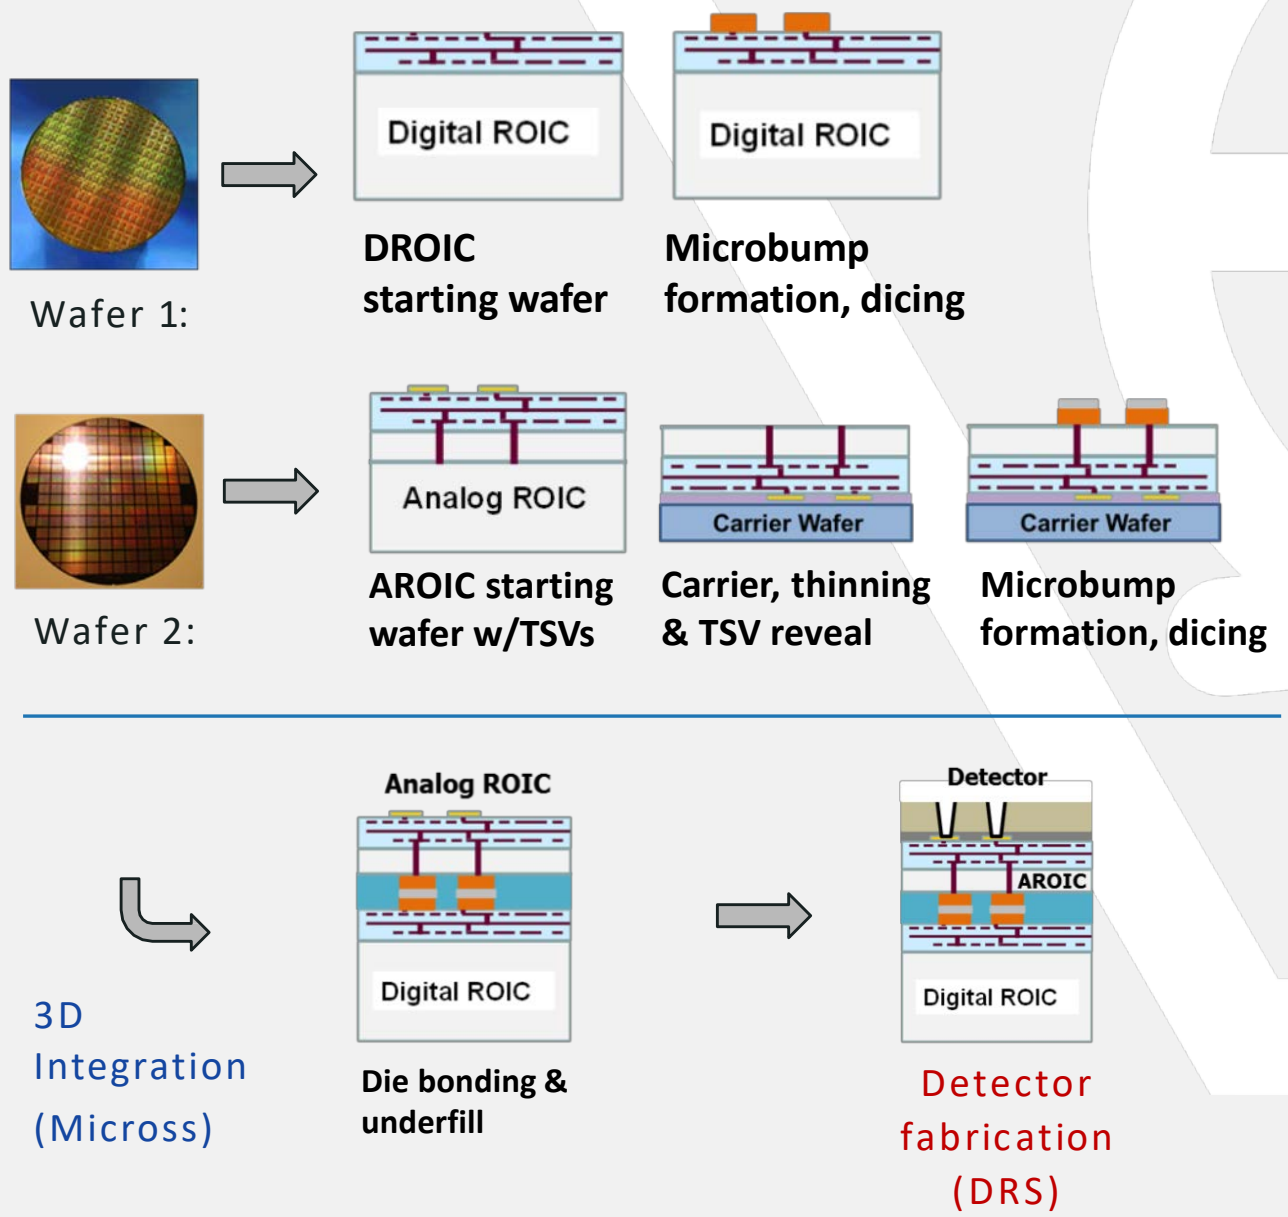 Digital ROIC
Digital ROIC
DROIC
starting wafer
Microbump
formation, dicing
Wafer 1:
Analog ROIC
Carrier Wafer
Carrier Wafer
AROIC starting
wafer w/TSVs
Carrier, thinning
& TSV reveal
Microbump
formation, dicing
Wafer 2:
Analog ROIC
Digital ROIC
Detector
AROIC
Digital ROIC
3D
Integration
(Micross)
Die bonding &
underfill
Detector
fabrication
(DRS)